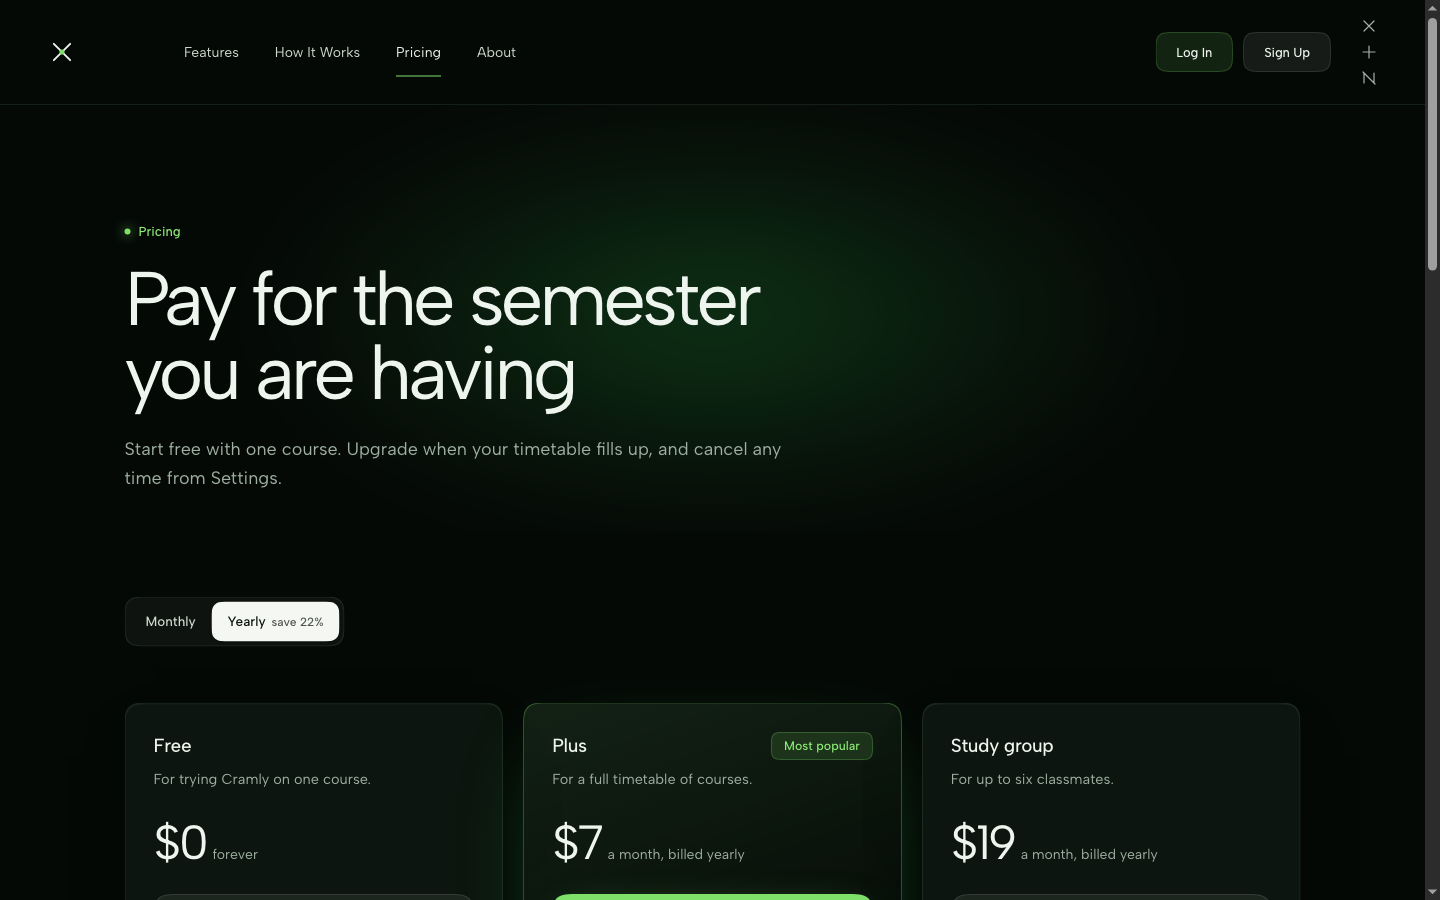 Features
How It Works
Pricing
About
Log In
Sign Up
Pricing
Pay for the semester
you are having
Start free with one course. Upgrade when your timetable fills up, and cancel any
time from Settings.
Monthly
Yearly save 22%
Free
For trying Cramly on one course.
$0 forever
Plus
Most popular
For a full timetable of courses.
$7 a month, billed yearly
Study group
For up to six classmates.
$19 a month, billed yearly